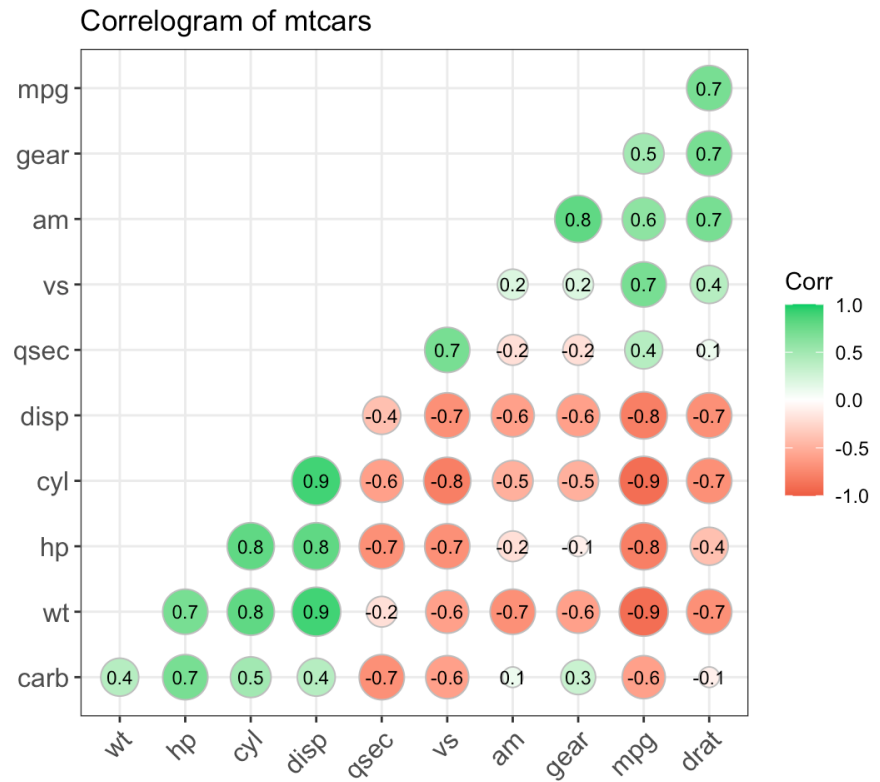 Correlogram of mtcars
mpg 0.7
gear 0.5 0.7
am 0.8 0.6 0.7
vs 0.2 0.2 0.7 0.4
qsec 0.7 -0.2 -0.2 0.4 0.1
disp -0.4 -0.7 -0.6 -0.6 -0.8 -0.7
cyl 0.9 -0.6 -0.8 -0.5 -0.5 -0.9 -0.7
hp 0.8 0.8 -0.7 -0.7 -0.2 -0.1 -0.8 -0.4
wt 0.7 0.8 0.9 -0.2 -0.6 -0.7 -0.6 -0.9 -0.7
carb 0.4 0.7 0.5 0.4 -0.7 -0.6 0.1 0.3 -0.6 -0.1
wt hp cyl disp qsec vs am gear mpg drat
Corr
1.0
0.5
0.0
-0.5
-1.0